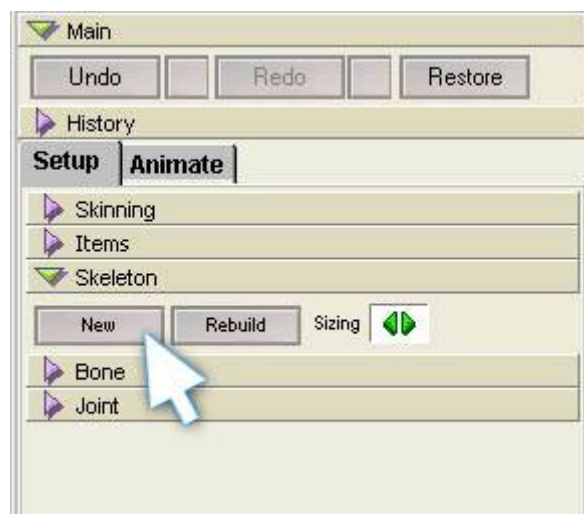 Main
Undo Redo Restore
History
Setup Animate
Skinning
Items
Skeleton
New Rebuild Sizing
Bone
Joint